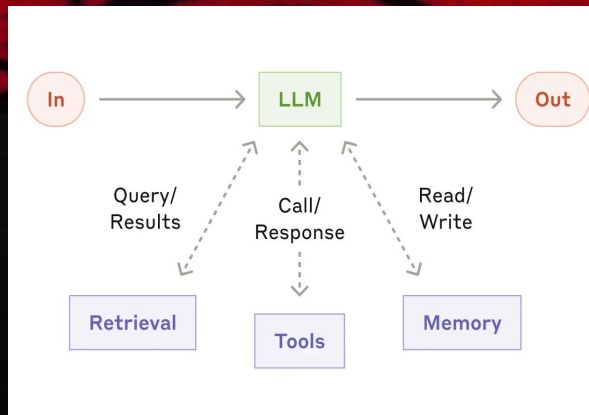 In
LLM
Out
Query/
Results
Call/
Response
Read/
Write
Retrieval
Tools
Memory